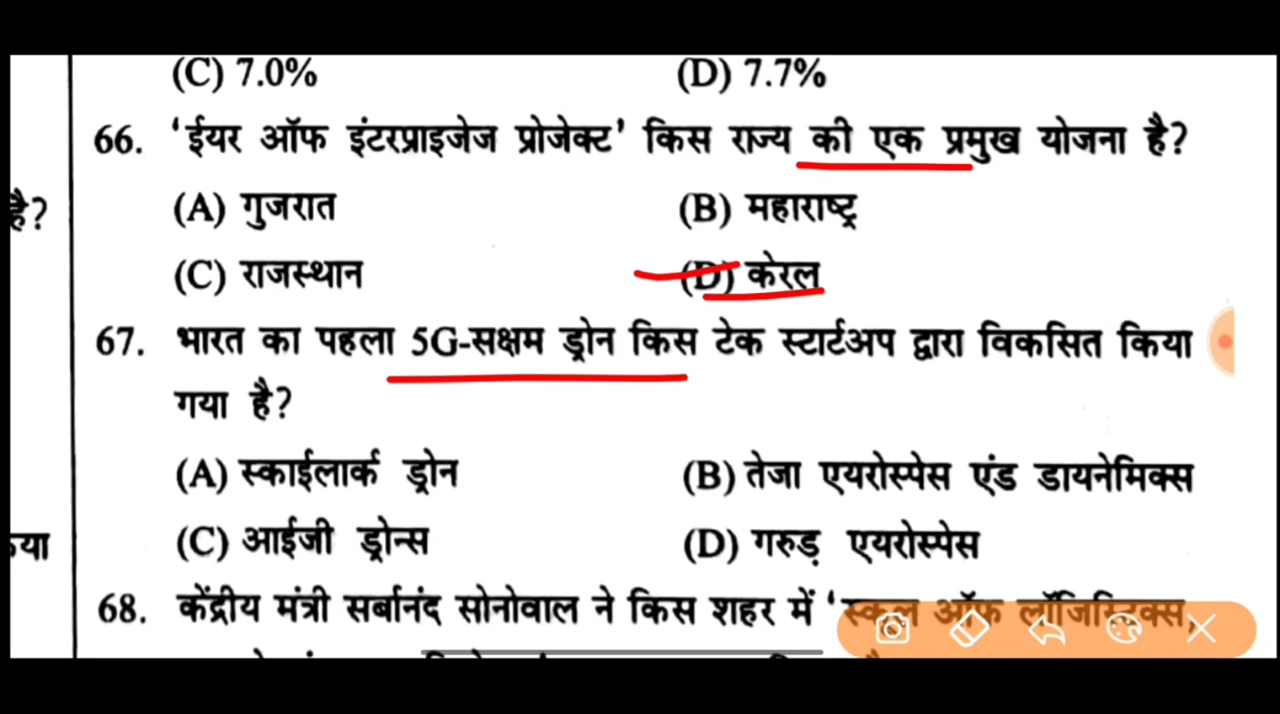 (C) 7.0% (D) 7.7%
66. ‘ईयर ऑफ इंटरप्राइजेज प्रोजेक्ट’ किस राज्य की एक प्रमुख योजना है?
है?
(A) गुजरात (B) महाराष्ट्र
(C) राजस्थान (D) केरल
67. भारत का पहला 5G-सक्षम ड्रोन किस टेक स्टार्टअप द्वारा विकसित किया
गया है?
(A) स्काईलार्क ड्रोन (B) तेजा एयरोस्पेस एंड डायनेमिक्स
(C) आईजी ड्रोन्स (D) गरुड़ एयरोस्पेस
68. केंद्रीय मंत्री सर्बानंद सोनोवाल ने किस शहर में ‘स्कूल ऑफ लॉजिस्टिक्स,